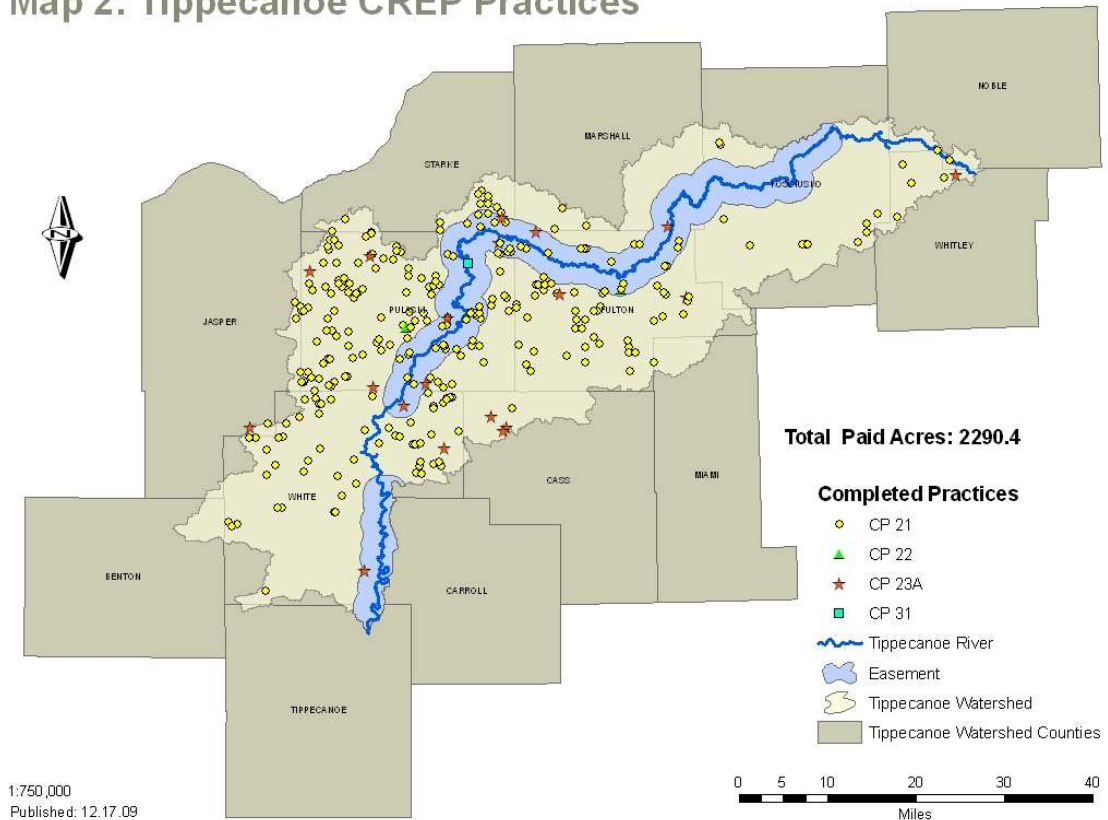 Map 2: Tippecanoe CREP Practices
NOBLE
MARSHALL
STARKE
KOSCIUSKO
WHITLEY
JASPER
PULASKI
FULTON
MIAMI
CASS
WHITE
BENTON
CARROLL
TIPPECANOE
N
Total Paid Acres: 2290.4
Completed Practices
CP 21
CP 22
CP 23A
CP 31
Tippecanoe River
Easement
Tippecanoe Watershed
Tippecanoe Watershed Counties
0 5 10 20 30 40
Miles
1:750,000
Published: 12.17.09